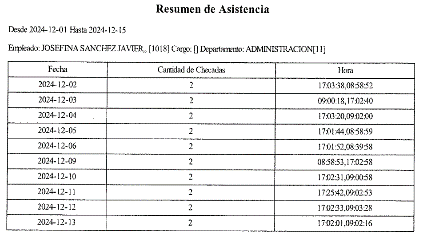 Resumen de Asistencia
Desde 2024-12-01 Hasta 2024-12-15
Empleado: JOSEFINA SANCHEZ JAVIER,, [1018] Cargo: [] Departamento: ADMINISTRACION[11]
Fecha Cantidad de Checadas Hora
2024-12-02 2 17:03:38,08:58:52
2024-12-03 2 09:00:18,17:02:40
2024-12-04 2 17:03:20,09:02:00
2024-12-05 2 17:01:44,08:58:59
2024-12-06 2 17:01:52,08:39:58
2024-12-09 2 08:58:53,17:02:58
2024-12-10 2 17:02:31,09:00:58
2024-12-11 2 17:25:42,09:02:53
2024-12-12 2 17:02:33,09:03:28
2024-12-13 2 17:02:01,09:02:16